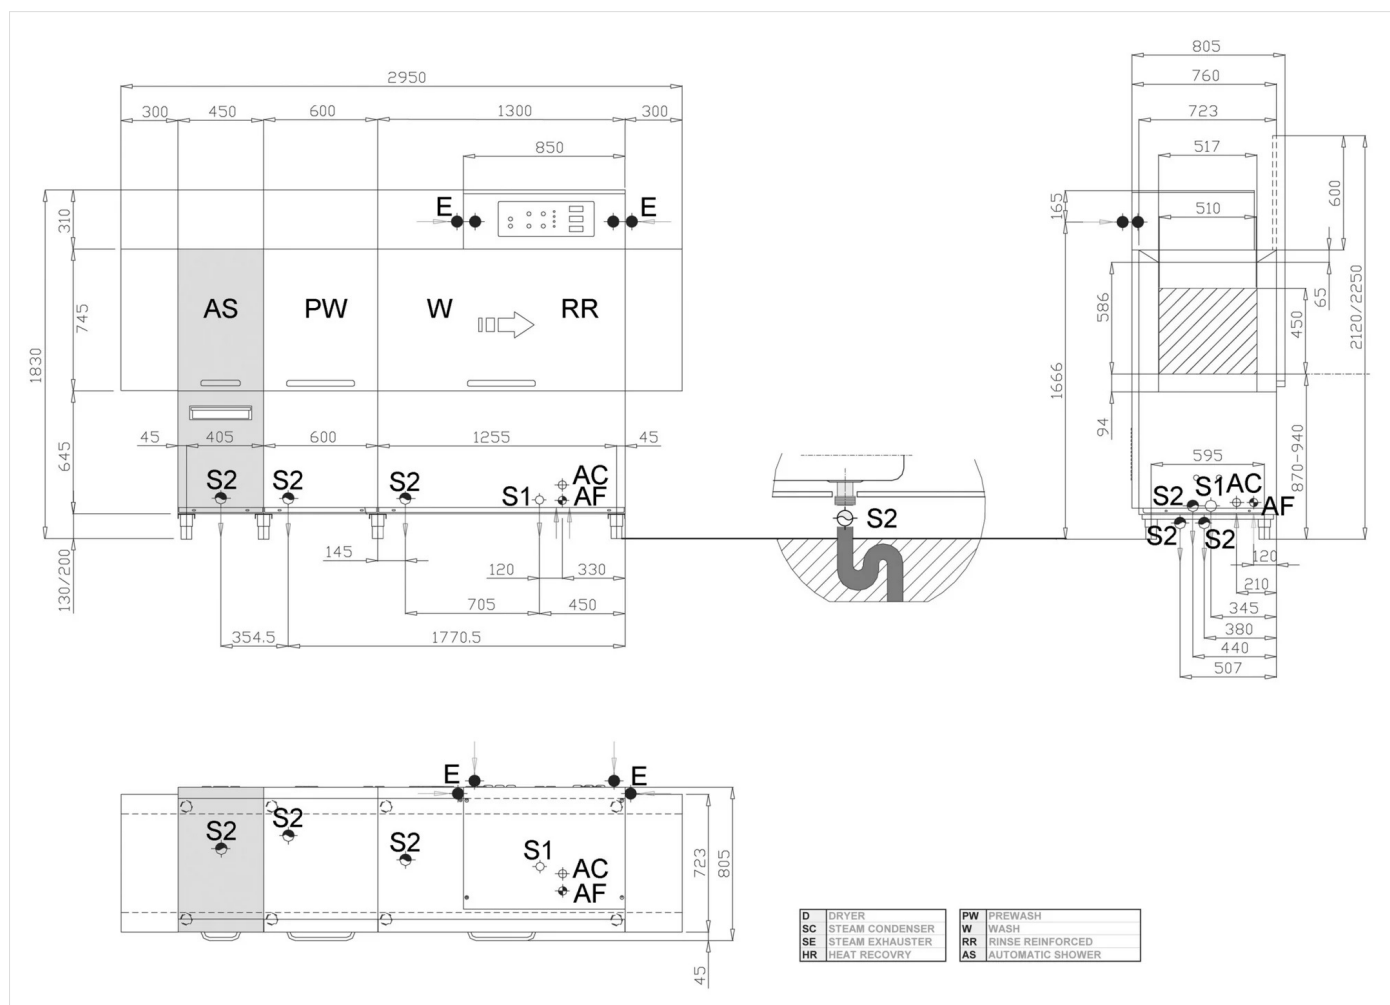 2950
300 450 600 1300 300
850
E E
310
745
1830
645
130/200
AS PW W RR
45 405 600 1255 45
S2 S2 S2 S1 AC
AF
145
120 330
705 450
354.5 1770.5
S2
805
760
723
517
510
165
600
65
586
450
2120/2250
1666
94
870-940
595
S2 S1 AC
AF
S2 S2
120
210
345
380
440
507
E E
S2 S2 S2 S1
AC
AF
723
805
45
D DRYER
SC STEAM CONDENSER
SE STEAM EXHAUSTER
HR HEAT RECOVRY
PW PREWASH
W WASH
RR RINSE REINFORCED
AS AUTOMATIC SHOWER